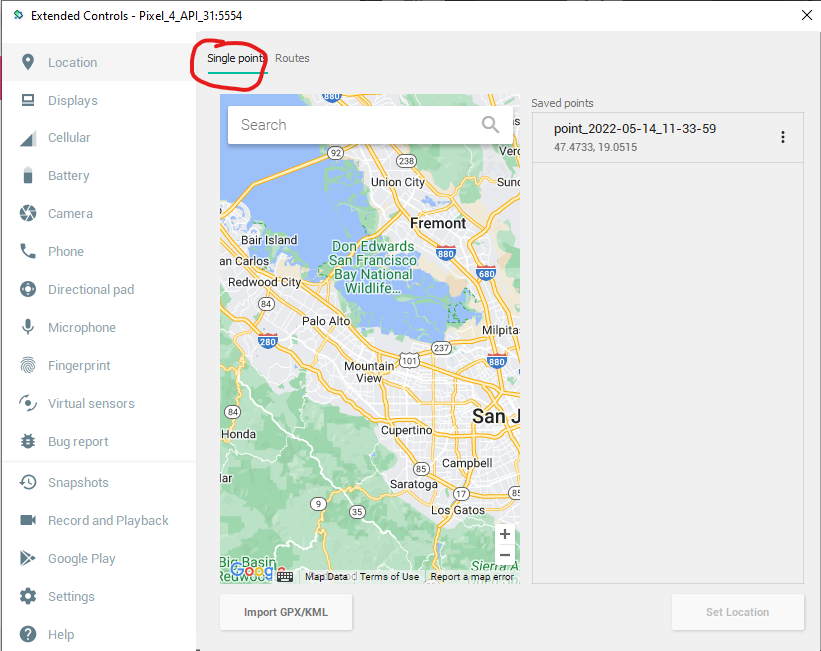 Extended Controls - Pixel_4_API_31:5554
Location
Displays
Cellular
Battery
Camera
Phone
Directional pad
Microphone
Fingerprint
Virtual sensors
Bug report
Snapshots
Record and Playback
Google Play
Settings
Help
Single points
Routes
Search
880
92
238
Union City
Fremont
Bair Island
Don Edwards
San Francisco
Bay National
Wildlife...
880
680
an Carlos
Redwood City
84
Palo Alto
Milpitas
280
237
101
880
Mountain
View
84
San J
Cupertino
Honda
85
Campbell
Saratoga
17
85
9
35
Los Gatos
+
−
Big Basin
Redwood
Sierra A
Google
Map Data
Terms of Use
Report a map error
Import GPX/KML
Saved points
point_2022-05-14_11-33-59
47.4733, 19.0515
Set Location